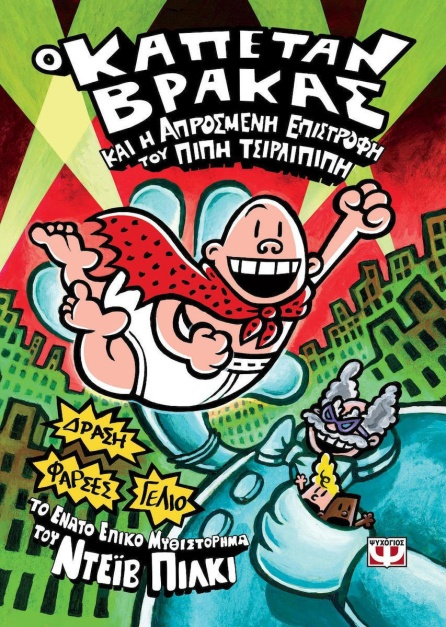 Ο ΚΑΠΕΤΑΝ
ΒΡΑΚΑΣ
ΚΑΙ Η ΑΠΡΟΣΜΕΝΗ ΕΠΙΣΤΡΟΦΗ
ΤΟΥ ΠΙΠΗ ΤΣΙΡΛΙΠΙΠΗ
ΔΡΑΣΗ
ΦΑΡΣΕΣ
ΓΕΛΙΟ
ΤΟ ΕΝΑΤΟ ΕΠΙΚΟ ΜΥΘΙΣΤΟΡΗΜΑ
ΤΟΥ ΝΤΕΪΒ ΠΙΛΚΙ
ΨΥΧΟΓΙΟΣ